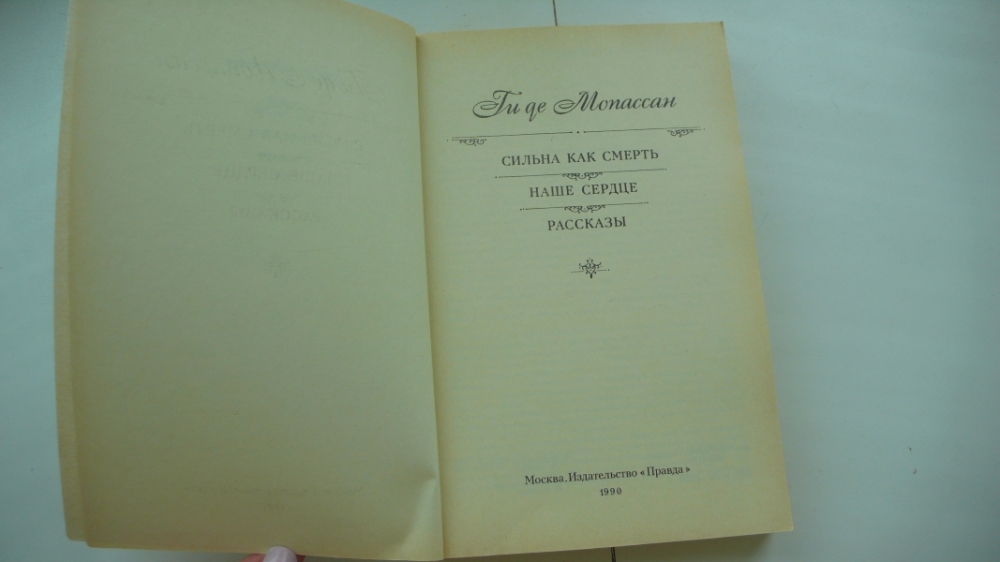 Ги де Мопассан
СИЛЬНА КАК СМЕРТЬ
НАШЕ СЕРДЦЕ
РАССКАЗЫ
Москва. Издательство «Правда»
1990